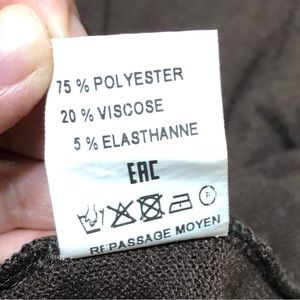 75 % POLYESTER
20 % VISCOSE
5 % ELASTHANNE
EAC
P
REPASSAGE MOYEN